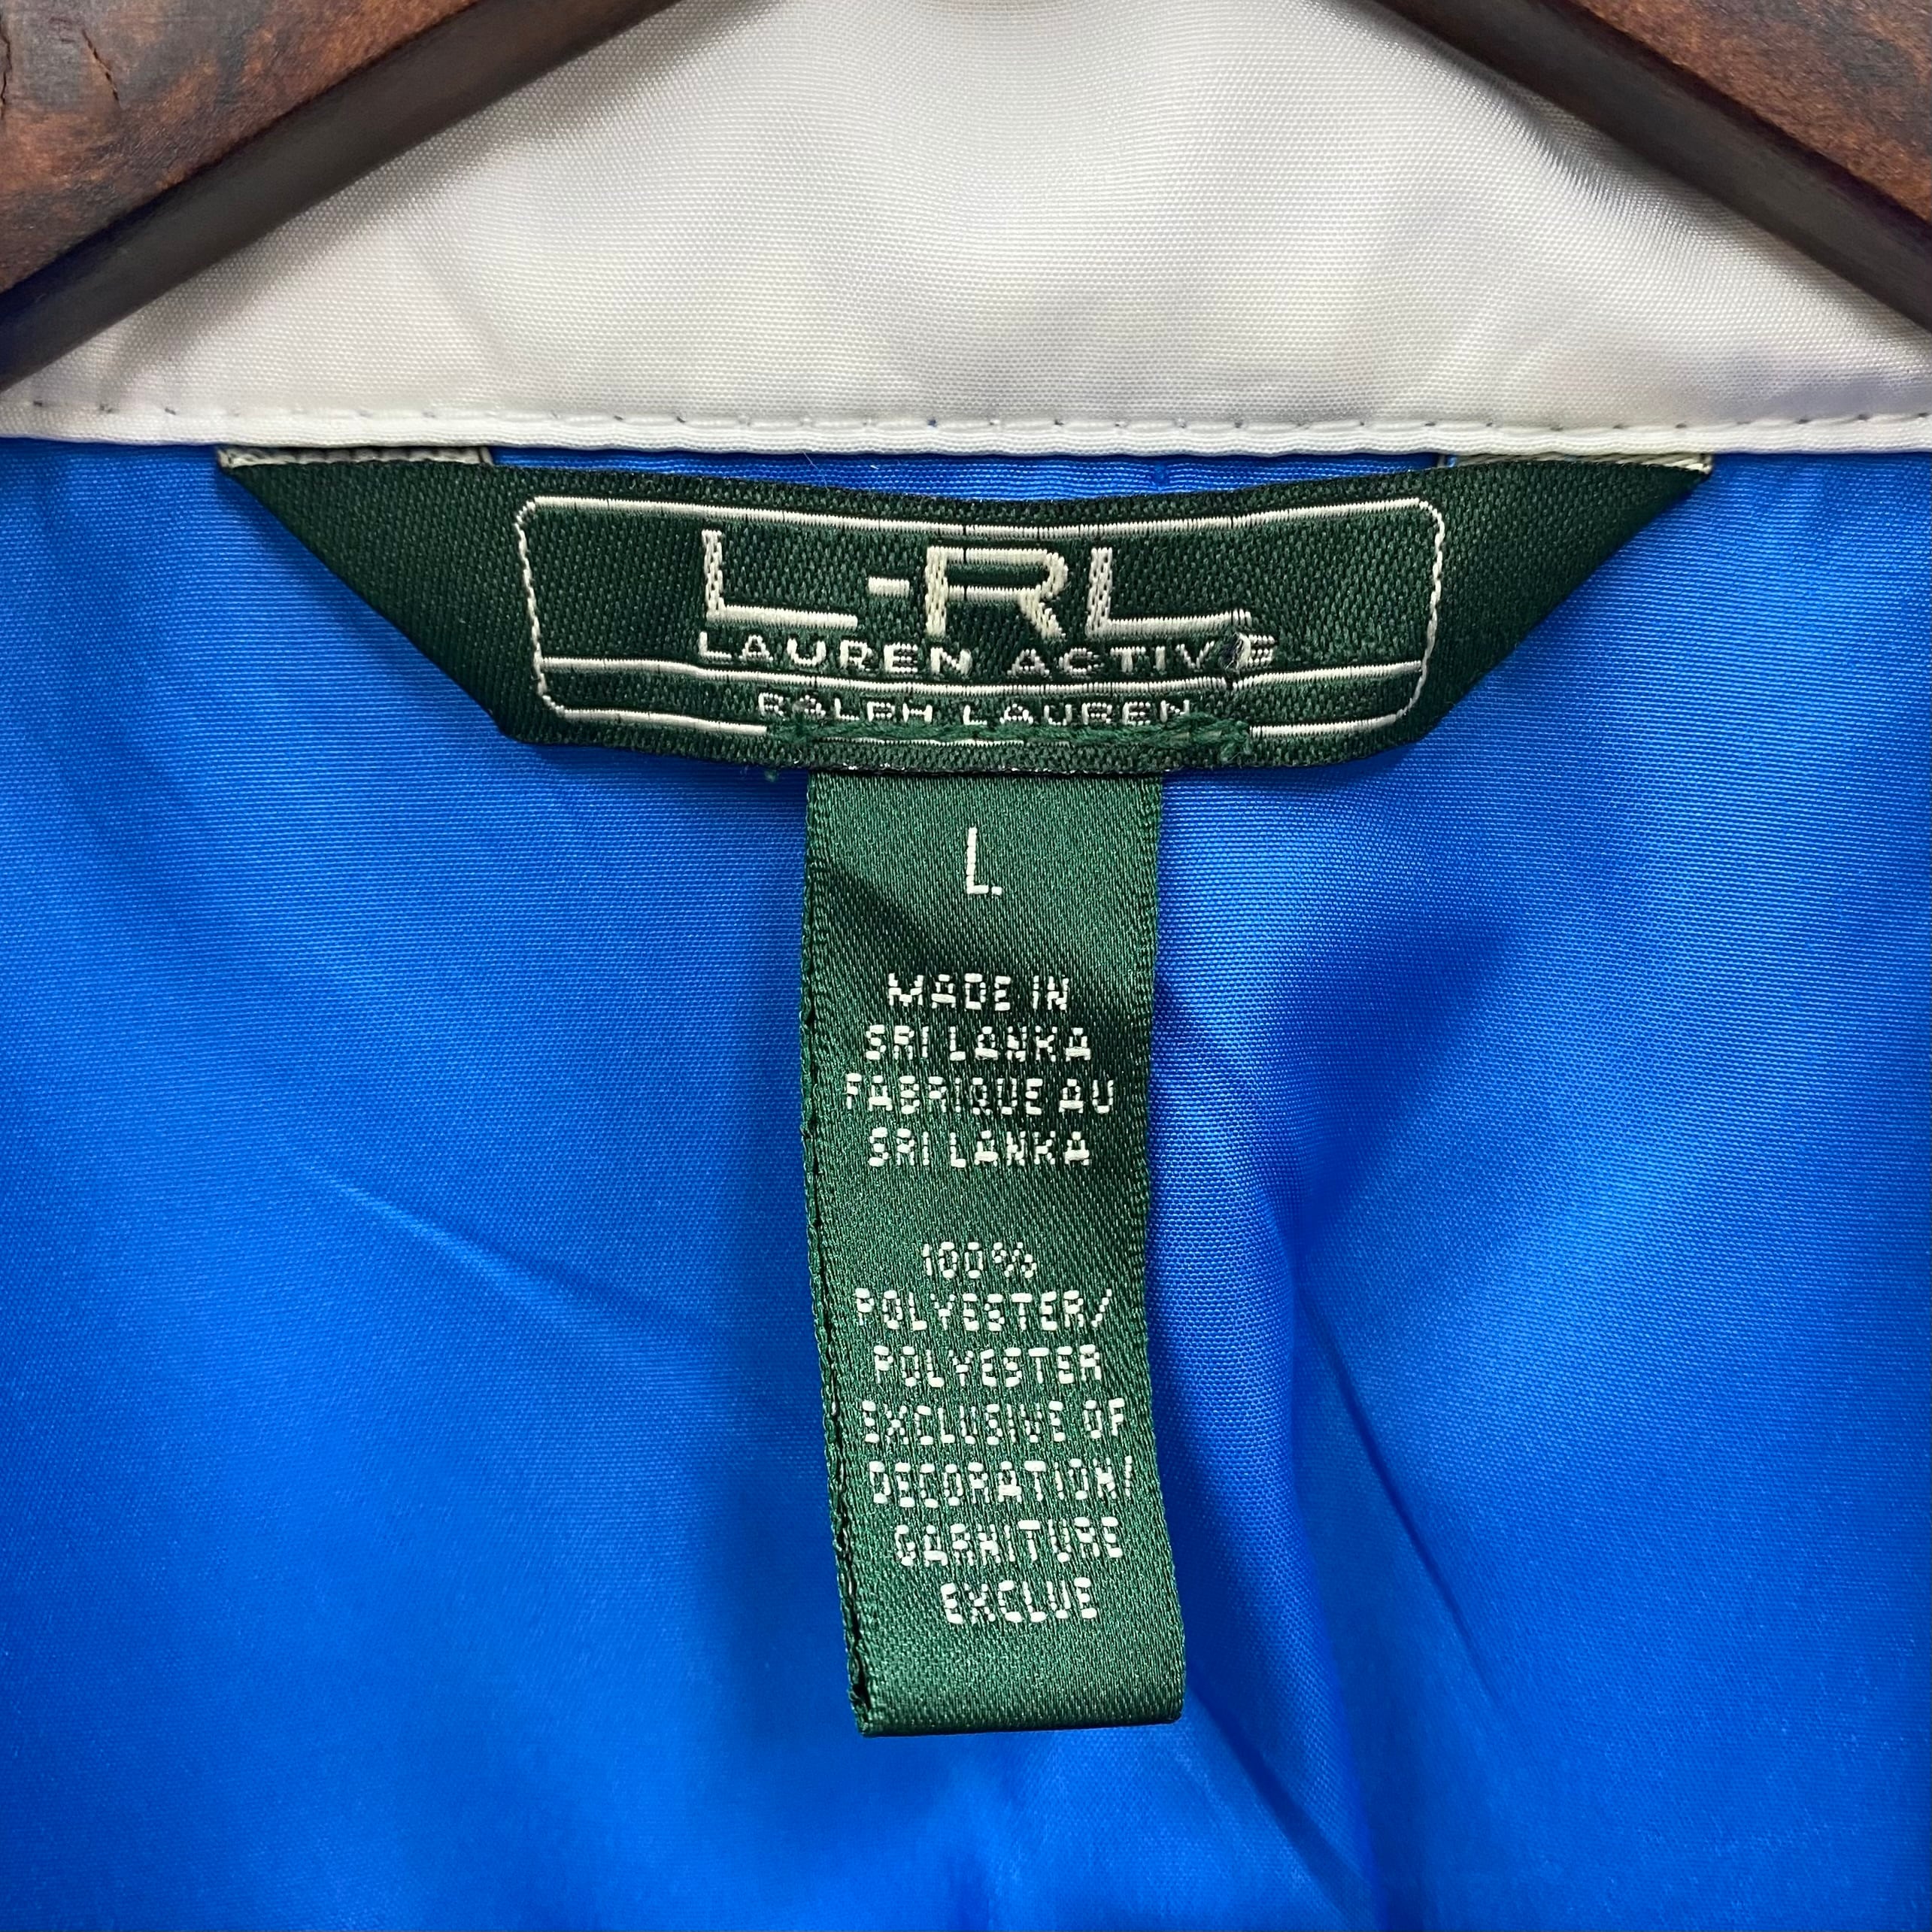 L-RL
LAUREN ACTIVE
RALPH LAUREN
L
MADE IN
SRI LANKA
FABRIQUE AU
SRI LANKA
100%
POLYESTER/
POLYESTER
EXCLUSIVE OF
DECORATION/
GARNITURE
EXCLUE